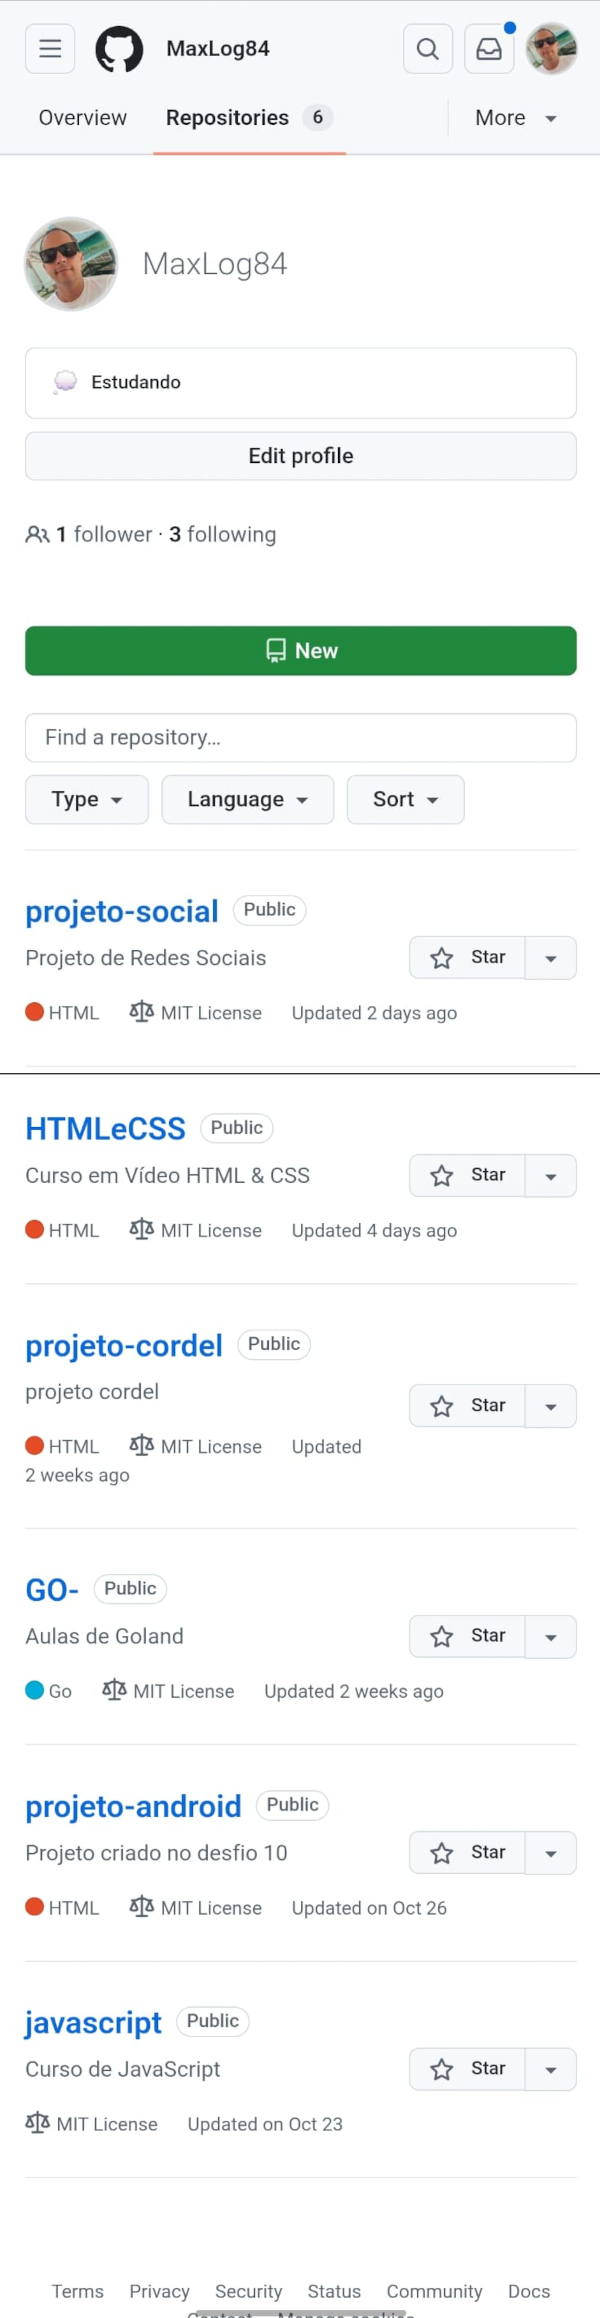 MaxLog84
Overview Repositories 6 More
MaxLog84
Estudando
Edit profile
1 follower · 3 following
New
Find a repository...
Type Language Sort
projeto-social Public
Projeto de Redes Sociais Star
HTML MIT License Updated 2 days ago
HTMLeCSS Public
Curso em Vídeo HTML & CSS Star
HTML MIT License Updated 4 days ago
projeto-cordel Public
projeto cordel Star
HTML MIT License Updated
2 weeks ago
GO- Public
Aulas de Goland Star
Go MIT License Updated 2 weeks ago
projeto-android Public
Projeto criado no desfio 10 Star
HTML MIT License Updated on Oct 26
javascript Public
Curso de JavaScript Star
MIT License Updated on Oct 23
Terms Privacy Security Status Community Docs
Contact Manage cookies